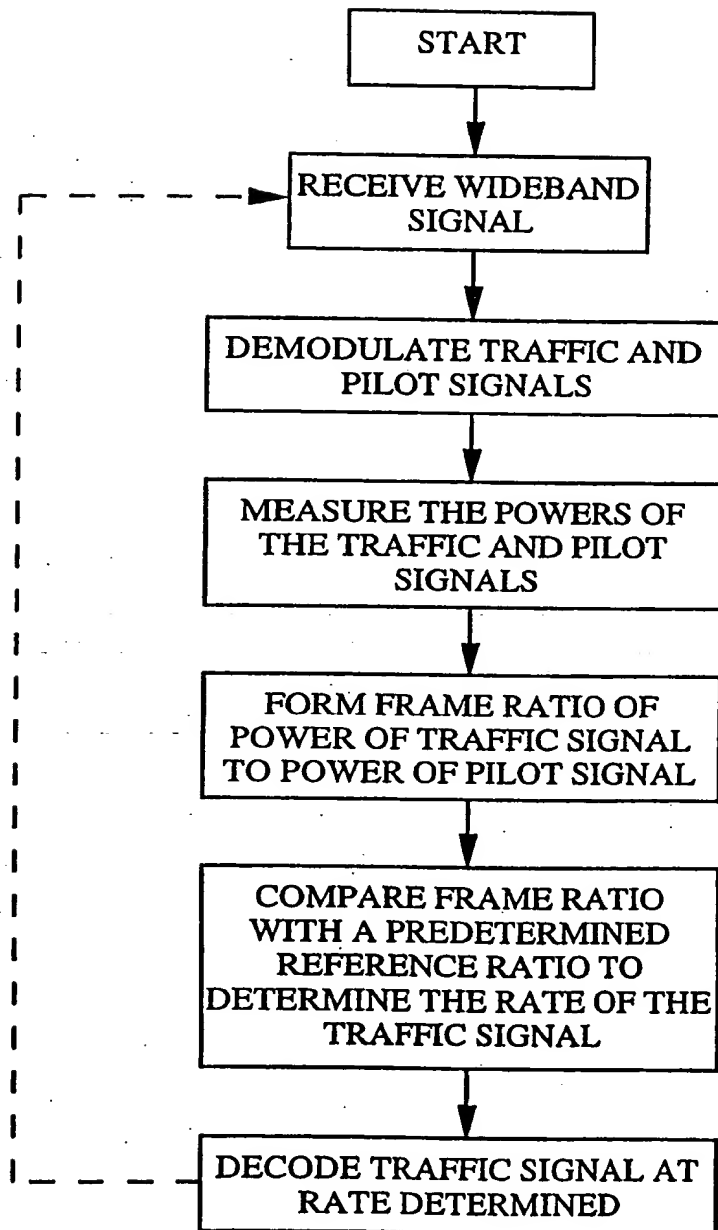 START
RECEIVE WIDEBAND
SIGNAL
DEMODULATE TRAFFIC AND
PILOT SIGNALS
MEASURE THE POWERS OF
THE TRAFFIC AND PILOT
SIGNALS
FORM FRAME RATIO OF
POWER OF TRAFFIC SIGNAL
TO POWER OF PILOT SIGNAL
COMPARE FRAME RATIO
WITH A PREDETERMINED
REFERENCE RATIO TO
DETERMINE THE RATE OF THE
TRAFFIC SIGNAL
DECODE TRAFFIC SIGNAL AT
RATE DETERMINED